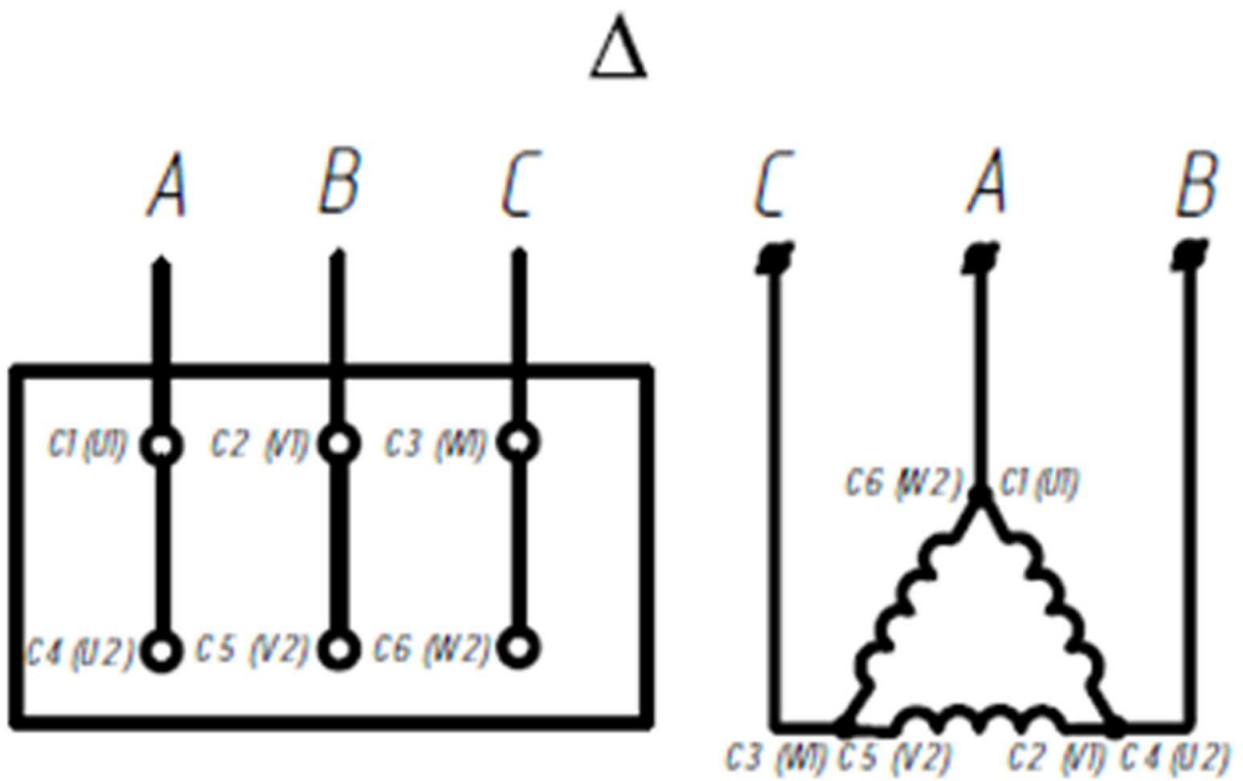 Δ
A B C C A B
C1 (U1) C2 (V1) C3 (W1)
C6 (W2) C1 (U1)
C4 (U2) C5 (V2) C6 (W2)
C3 (W1) C5 (V2) C2 (V1) C4 (U2)